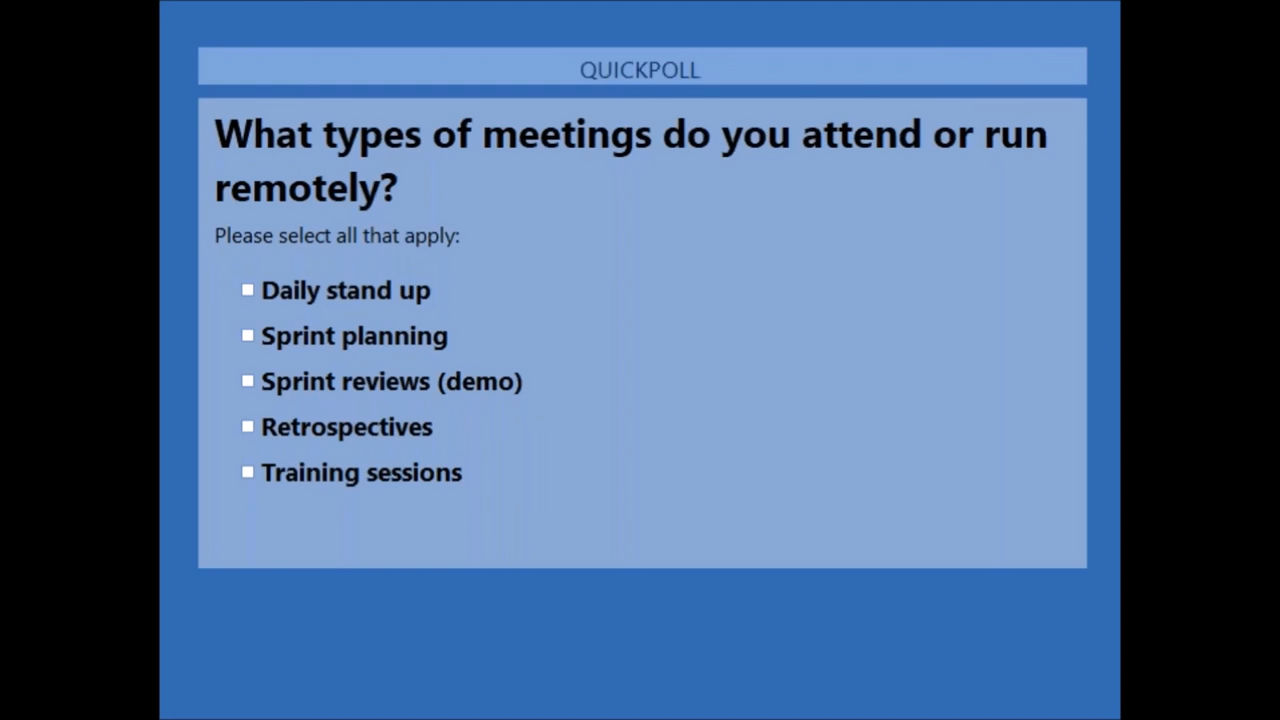 QUICKPOLL
What types of meetings do you attend or run
remotely?
Please select all that apply:
Daily stand up
Sprint planning
Sprint reviews (demo)
Retrospectives
Training sessions